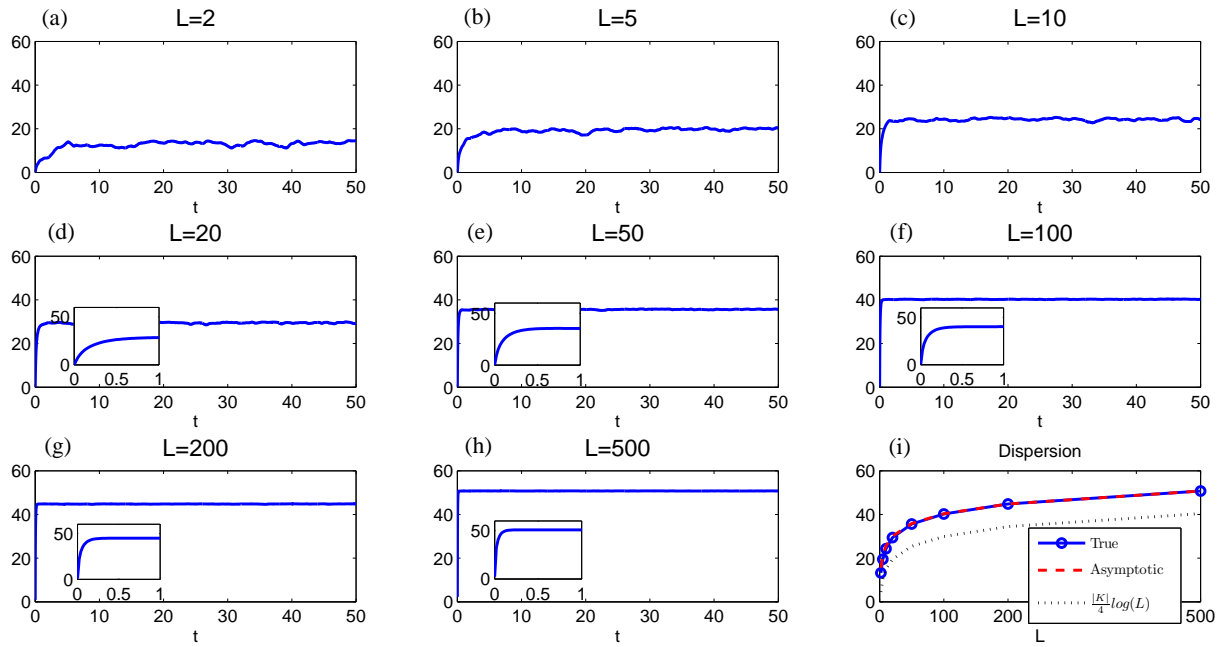 (a) L=2
(b) L=5
(c) L=10
60
40
20
0
0 10 20 30 40 50
t
60
40
20
0
0 10 20 30 40 50
t
60
40
20
0
0 10 20 30 40 50
t
(d) L=20
(e) L=50
(f) L=100
60
40
20
0
50
0
0 0.5 1
0 10 20 30 40 50
t
60
40
20
0
50
0
0 0.5 1
0 10 20 30 40 50
t
60
40
20
0
50
0
0 0.5 1
0 10 20 30 40 50
t
(g) L=200
(h) L=500
(i) Dispersion
60
40
20
0
50
0
0 0.5 1
0 10 20 30 40 50
t
60
40
20
0
50
0
0 0.5 1
0 10 20 30 40 50
t
60
40
20
0
True
Asymptotic
|K|/4 log(L)
0 100 200 300 400 500
L